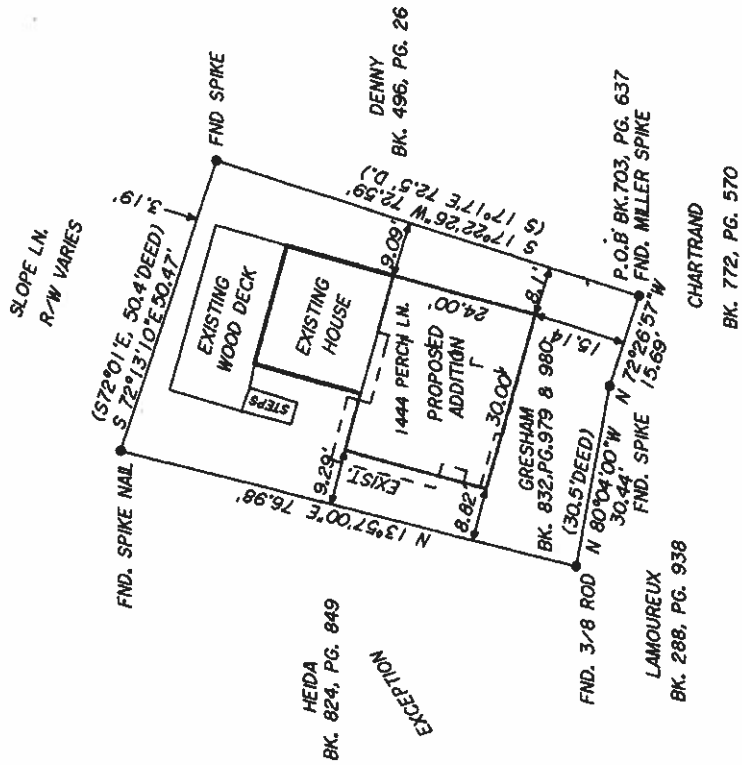 SLOPE LN.
R/W VARIES
(S72°01'E, 50.4'DEED)
S 72°13'10"E 50.47'
3.19'
FND SPIKE
FND. SPIKE NAIL
EXISTING
WOOD DECK
STEPS
EXISTING
HOUSE
DENNY
BK. 496, PG. 26
S 17°22'26"W 72.59'
(S 17°17'E 72.5' D.)
9.09'
N 13°57'00"E 76.98'
9.29'
EXIST.
1444 PERCH LN.
PROPOSED
ADDITION
24.00'
30.00'
8.1'
8.82'
15.14'
GRESHAM
BK. 832,PG.979 & 980
(30.5'DEED)
N 80°04'00"W
30.44'
FND. SPIKE
N 72°26'57"W
15.69'
P.O.B BK.703, PG. 637
FND. MILLER SPIKE
CHARTRAND
BK. 772, PG. 570
HEIDA
BK. 824, PG. 849
EXCEPTION
FND. 3/8 ROD
LAMOUREUX
BK. 288, PG. 938